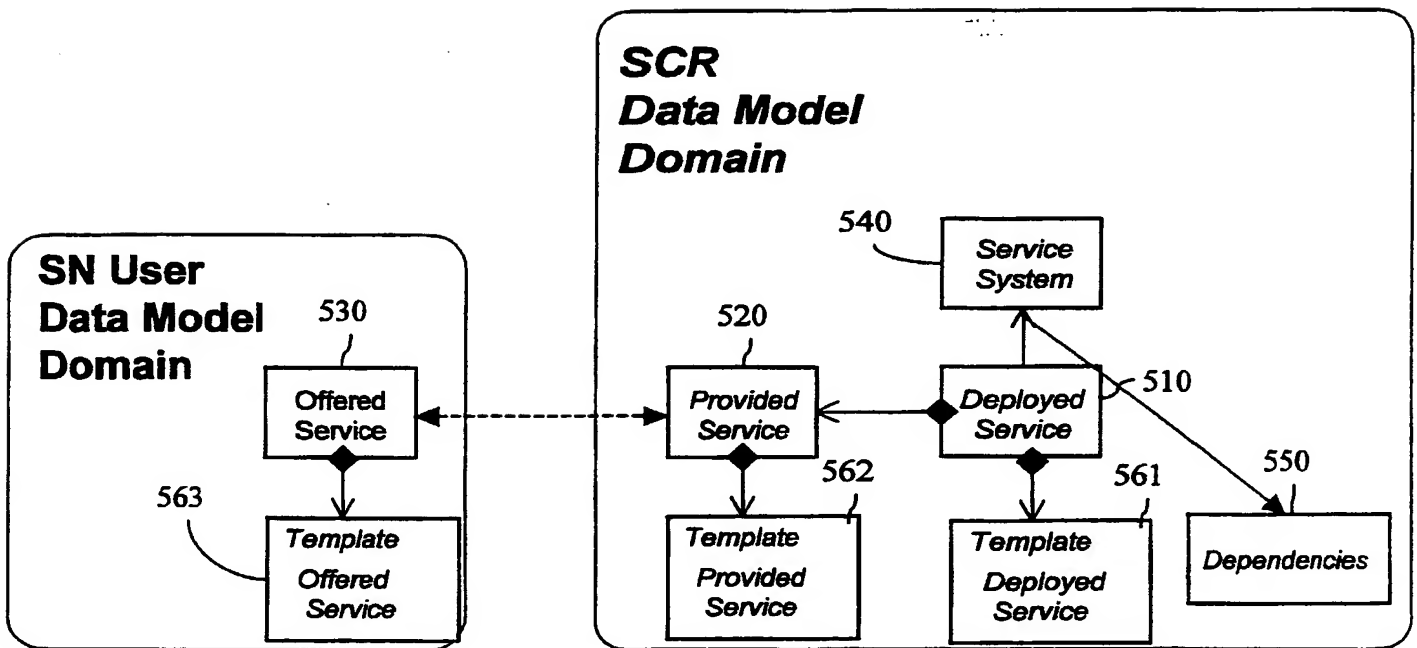 SCR
Data Model
Domain
540
Service
System
SN User
Data Model
Domain
530
520
510
Offered
Service
Provided
Service
Deployed
Service
563
562
561
550
Template
Offered
Service
Template
Provided
Service
Template
Deployed
Service
Dependencies